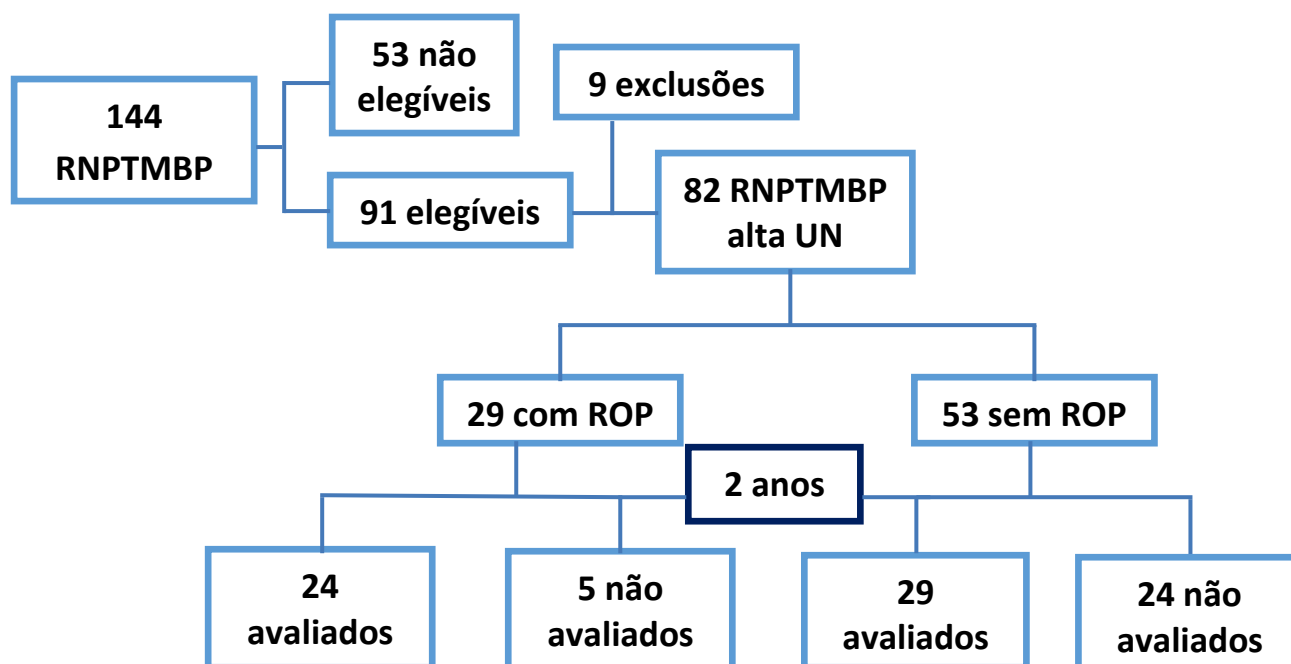 53 não
elegíveis
9 exclusões
144
RNPTMBP
91 elegíveis
82 RNPTMBP
alta UN
29 com ROP
53 sem ROP
2 anos
24
avaliados
5 não
avaliados
29
avaliados
24 não
avaliados